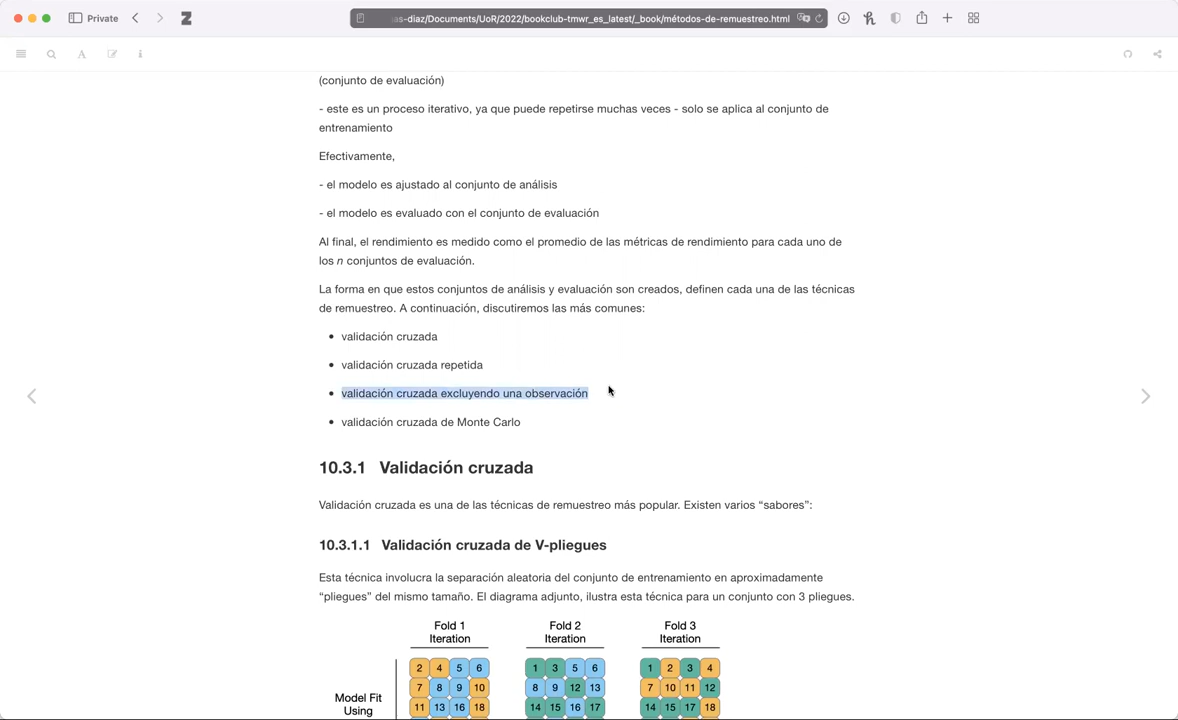 Private
as-diaz/Documents/UoR/2022/bookclub-tmwr_es_latest/_book/métodos-de-remuestreo.html
(conjunto de evaluación)
- este es un proceso iterativo, ya que puede repetirse muchas veces - solo se aplica al conjunto de
entrenamiento
Efectivamente,
- el modelo es ajustado al conjunto de análisis
- el modelo es evaluado con el conjunto de evaluación
Al final, el rendimiento es medido como el promedio de las métricas de rendimiento para cada uno de
los n conjuntos de evaluación.
La forma en que estos conjuntos de análisis y evaluación son creados, definen cada una de las técnicas
de remuestreo. A continuación, discutiremos las más comunes:
• validación cruzada
• validación cruzada repetida
• validación cruzada excluyendo una observación
• validación cruzada de Monte Carlo
10.3.1 Validación cruzada
Validación cruzada es una de las técnicas de remuestreo más popular. Existen varios “sabores”:
10.3.1.1 Validación cruzada de V-pliegues
Esta técnica involucra la separación aleatoria del conjunto de entrenamiento en aproximadamente
“pliegues” del mismo tamaño. El diagrama adjunto, ilustra esta técnica para un conjunto con 3 pliegues.
Fold 1 Fold 2 Fold 3
Iteration Iteration Iteration
2 4 5 6 1 3 5 6 1 2 3 4
7 8 9 10 8 9 12 13 7 10 11 12
Model Fit
Using
11 13 16 18 14 15 16 17 14 15 17 18